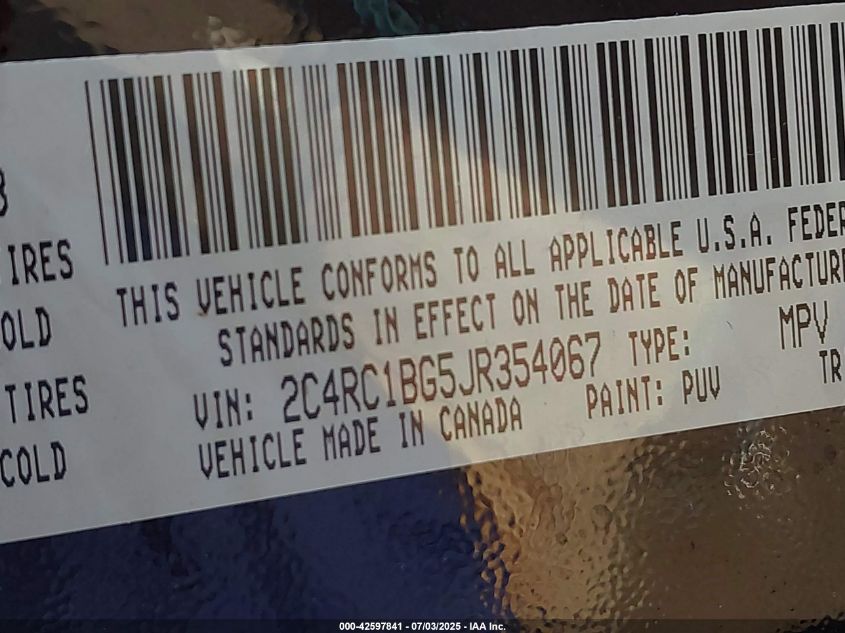 THIS VEHICLE CONFORMS TO ALL APPLICABLE U.S.A. FEDER
STANDARDS IN EFFECT ON THE DATE OF MANUFACTURE
VIN: 2C4RC1BG5JR354067 TYPE: MPV
VEHICLE MADE IN CANADA PAINT: PUV TR
IRES
OLD
TIRES
COLD
000-42597841 - 07/03/2025 - IAA Inc.